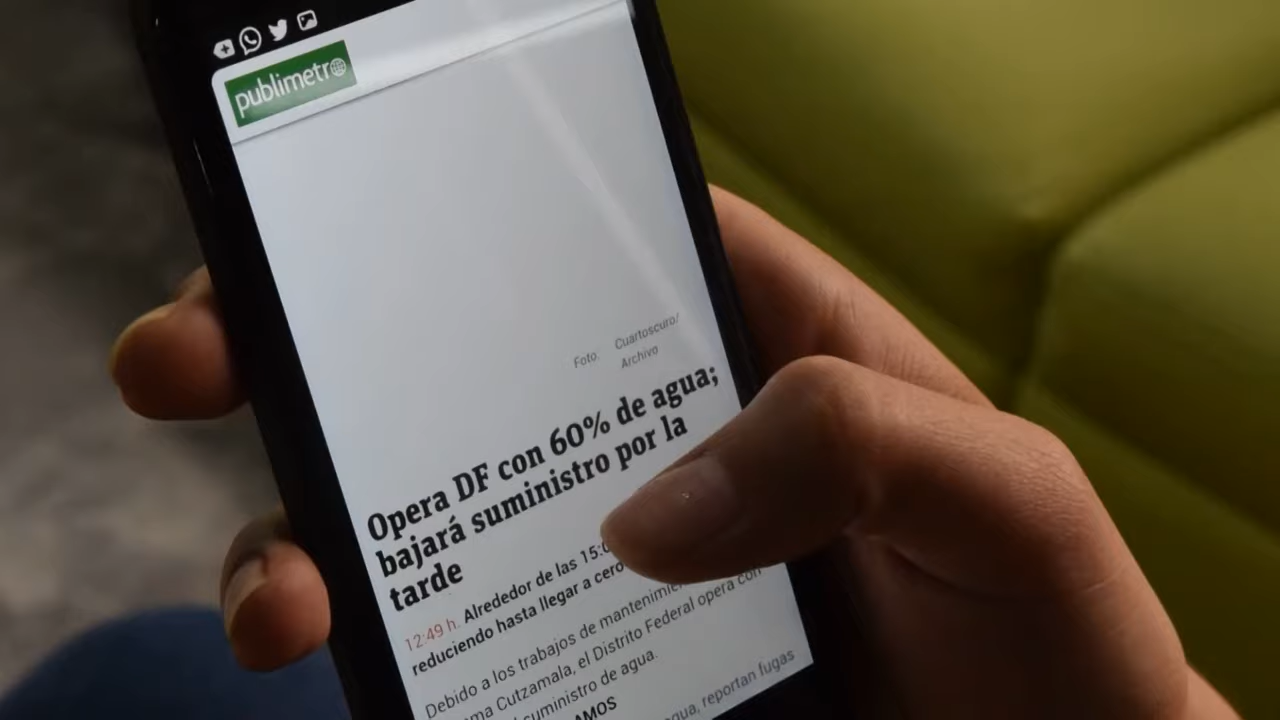 publimetro
Foto. Cuartoscuro/
Archivo
Opera DF con 60% de agua;
bajará suministro por la
tarde
12:49 h. Alrededor de las 15:0
reduciendo hasta llegar a cero
Debido a los trabajos de
Cutzamala, el Distrito Federal opera con
suministro de agua.
reportan fugas